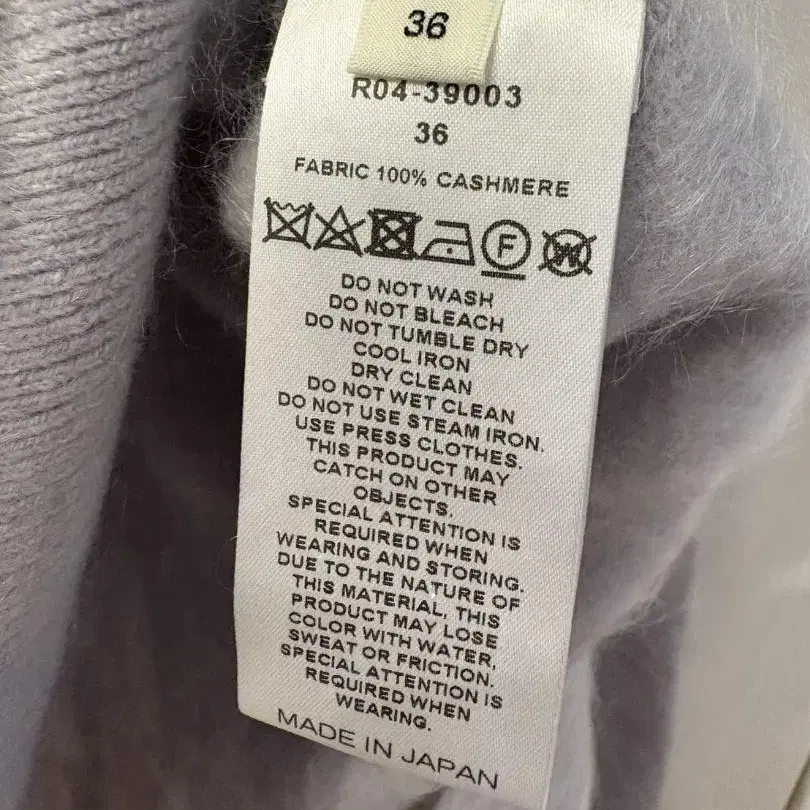 36
R04-39003
36
FABRIC 100% CASHMERE
F
W
DO NOT WASH
DO NOT BLEACH
DO NOT TUMBLE DRY
COOL IRON
DRY CLEAN
DO NOT WET CLEAN
DO NOT USE STEAM IRON.
USE PRESS CLOTHES.
THIS PRODUCT MAY
CATCH ON OTHER
OBJECTS.
SPECIAL ATTENTION IS
REQUIRED WHEN
WEARING AND STORING.
DUE TO THE NATURE OF
THIS MATERIAL, THIS
PRODUCT MAY LOSE
COLOR WITH WATER,
SWEAT OR FRICTION.
SPECIAL ATTENTION IS
REQUIRED WHEN
WEARING.
MADE IN JAPAN